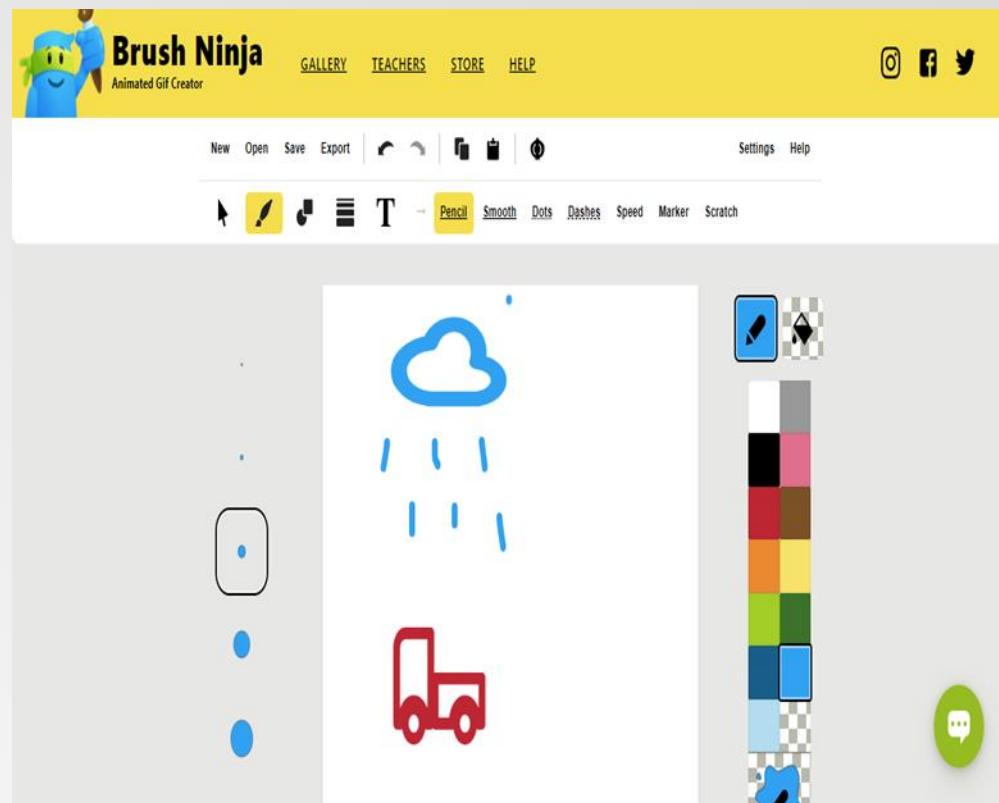 Brush Ninja
Animated Gif Creator
GALLERY TEACHERS STORE HELP
New Open Save Export
Settings Help
T
Pencil Smooth Dots Dashes Speed Marker Scratch